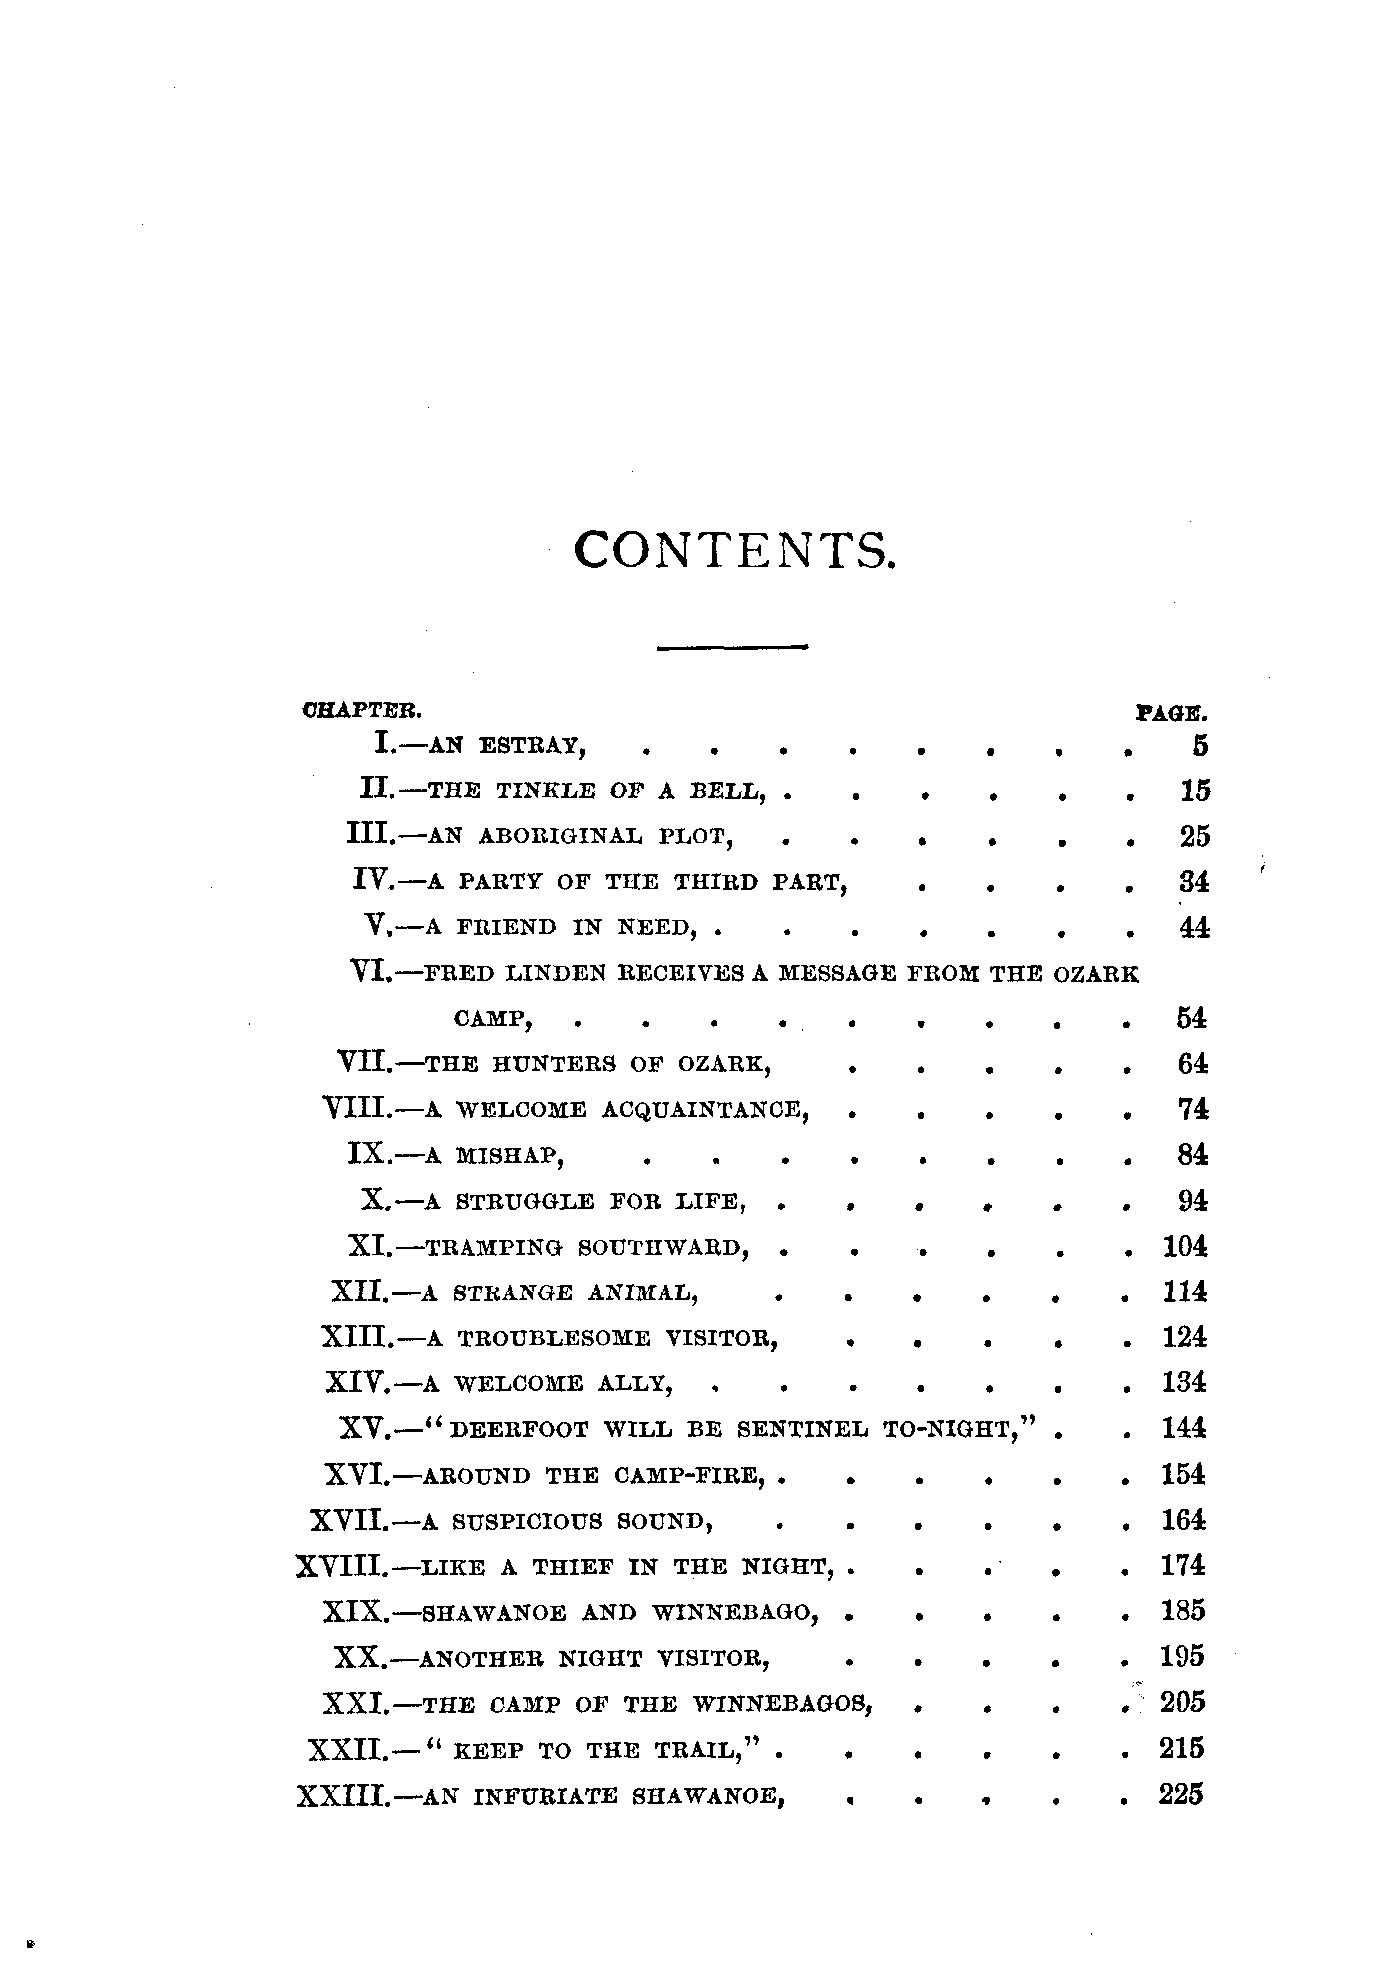 CONTENTS.
CHAPTER. PAGE.
I.—AN ESTRAY, . . . . . . . . 5
II.—THE TINKLE OF A BELL, . . . . . . 15
III.—AN ABORIGINAL PLOT, . . . . . . 25
IV.—A PARTY OF THE THIRD PART, . . . . 34
V.—A FRIEND IN NEED, . . . . . . . 44
VI.—FRED LINDEN RECEIVES A MESSAGE FROM THE OZARK
CAMP, . . . . . . . . . 54
VII.—THE HUNTERS OF OZARK, . . . . . 64
VIII.—A WELCOME ACQUAINTANCE, . . . . . 74
IX.—A MISHAP, . . . . . . . . 84
X.—A STRUGGLE FOR LIFE, . . . . . . 94
XI.—TRAMPING SOUTHWARD, . . . . . . 104
XII.—A STRANGE ANIMAL, . . . . . . 114
XIII.—A TROUBLESOME VISITOR, . . . . . 124
XIV.—A WELCOME ALLY, . . . . . . . 134
XV.—“DEERFOOT WILL BE SENTINEL TO-NIGHT,” . . 144
XVI.—AROUND THE CAMP-FIRE, . . . . . . 154
XVII.—A SUSPICIOUS SOUND, . . . . . . 164
XVIII.—LIKE A THIEF IN THE NIGHT, . . . . . 174
XIX.—SHAWANOE AND WINNEBAGO, . . . . . 185
XX.—ANOTHER NIGHT VISITOR, . . . . . 195
XXI.—THE CAMP OF THE WINNEBAGOS, . . . . 205
XXII.—“KEEP TO THE TRAIL,” . . . . . . 215
XXIII.—AN INFURIATE SHAWANOE, . . . . . 225